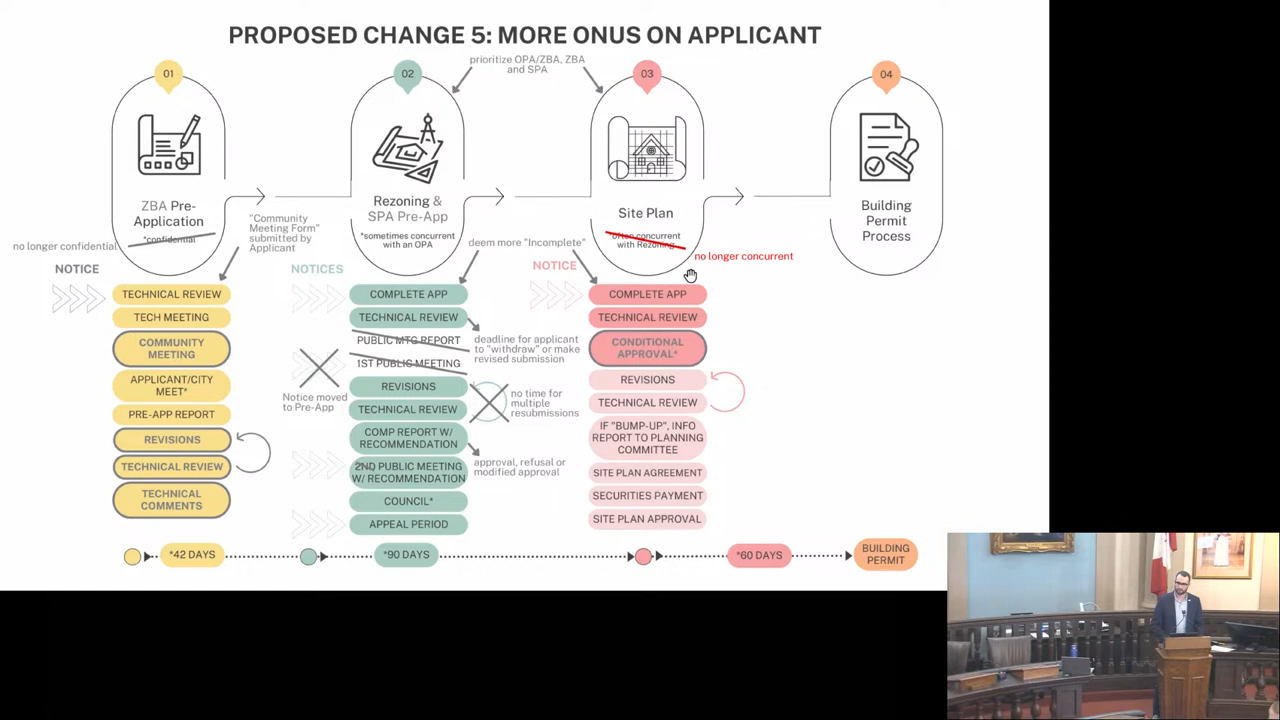 PROPOSED CHANGE 5: MORE ONUS ON APPLICANT
prioritize OPA/ZBA, ZBA
and SPA
01
02
03
04
ZBA Pre-
Application
*confidential
no longer confidential
"Community
Meeting Form"
submitted by
Applicant
Rezoning &
SPA Pre-App
*sometimes concurrent
with an OPA
deem more "Incomplete"
Site Plan
often concurrent
with Rezoning
no longer concurrent
Building
Permit
Process
NOTICE
TECHNICAL REVIEW
TECH MEETING
COMMUNITY
MEETING
APPLICANT/CITY
MEET*
PRE-APP REPORT
REVISIONS
TECHNICAL REVIEW
TECHNICAL
COMMENTS
NOTICES
COMPLETE APP
TECHNICAL REVIEW
PUBLIC MTG REPORT
1ST PUBLIC MEETING
Notice moved
to Pre-App
REVISIONS
TECHNICAL REVIEW
COMP REPORT W/
RECOMMENDATION
2ND PUBLIC MEETING
W/ RECOMMENDATION
COUNCIL*
APPEAL PERIOD
deadline for applicant
to "withdraw" or make
revised submission
no time for
multiple
resubmissions
approval, refusal or
modified approval
NOTICE
COMPLETE APP
TECHNICAL REVIEW
CONDITIONAL
APPROVAL*
REVISIONS
TECHNICAL REVIEW
IF "BUMP-UP", INFO
REPORT TO PLANNING
COMMITTEE
SITE PLAN AGREEMENT
SECURITIES PAYMENT
SITE PLAN APPROVAL
*42 DAYS
*90 DAYS
*60 DAYS
BUILDING
PERMIT